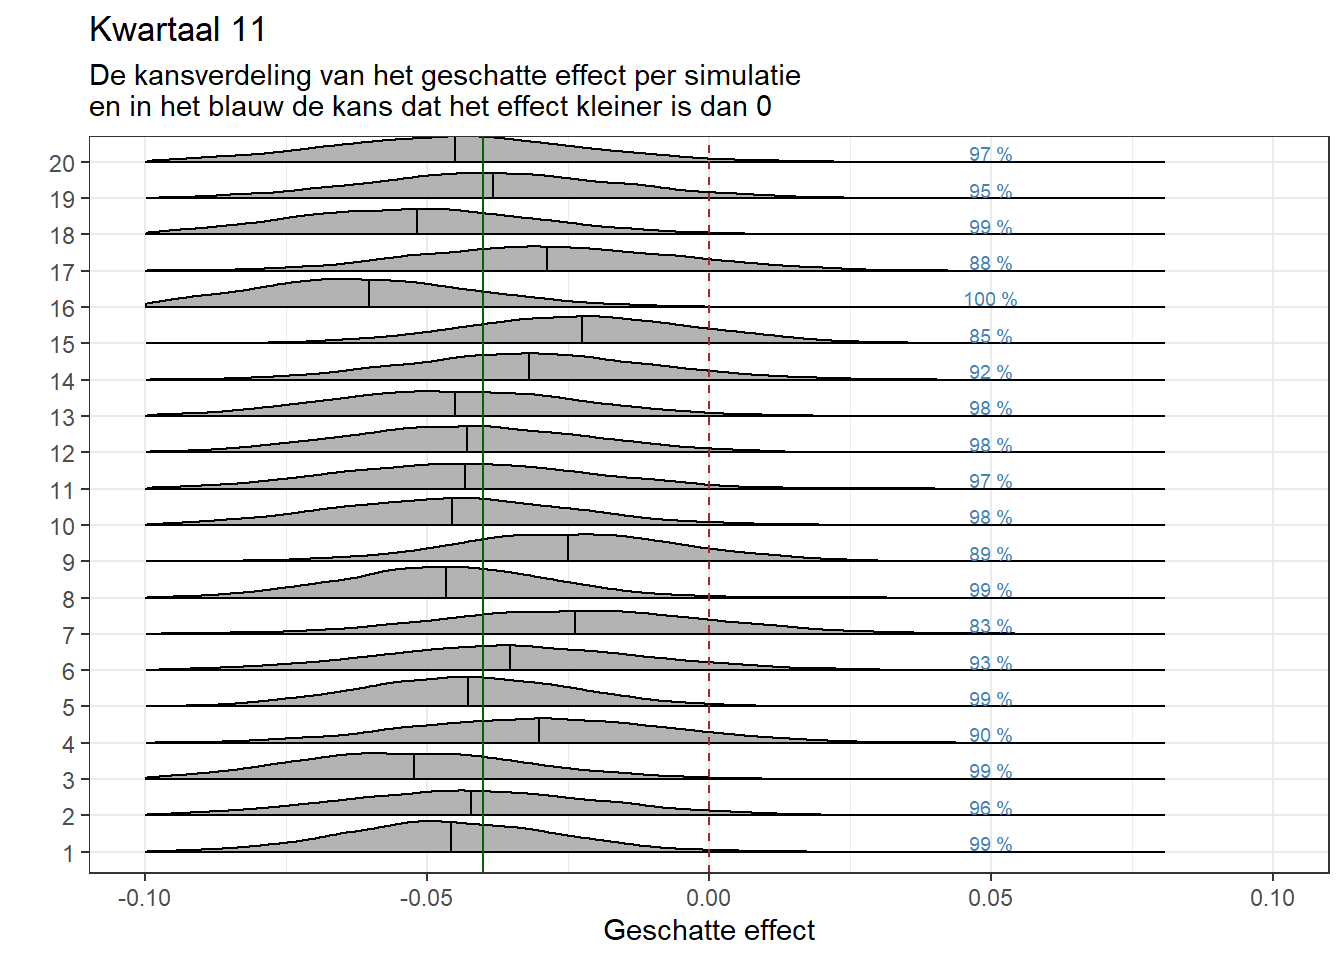 Kwartaal 11
De kansverdeling van het geschatte effect per simulatie
en in het blauw de kans dat het effect kleiner is dan 0
20 97 %
19 95 %
18 99 %
17 88 %
16 100 %
15 85 %
14 92 %
13 98 %
12 98 %
11 97 %
10 98 %
9 89 %
8 99 %
7 83 %
6 93 %
5 99 %
4 90 %
3 99 %
2 96 %
1 99 %
-0.10 -0.05 0.00 0.05 0.10
Geschatte effect